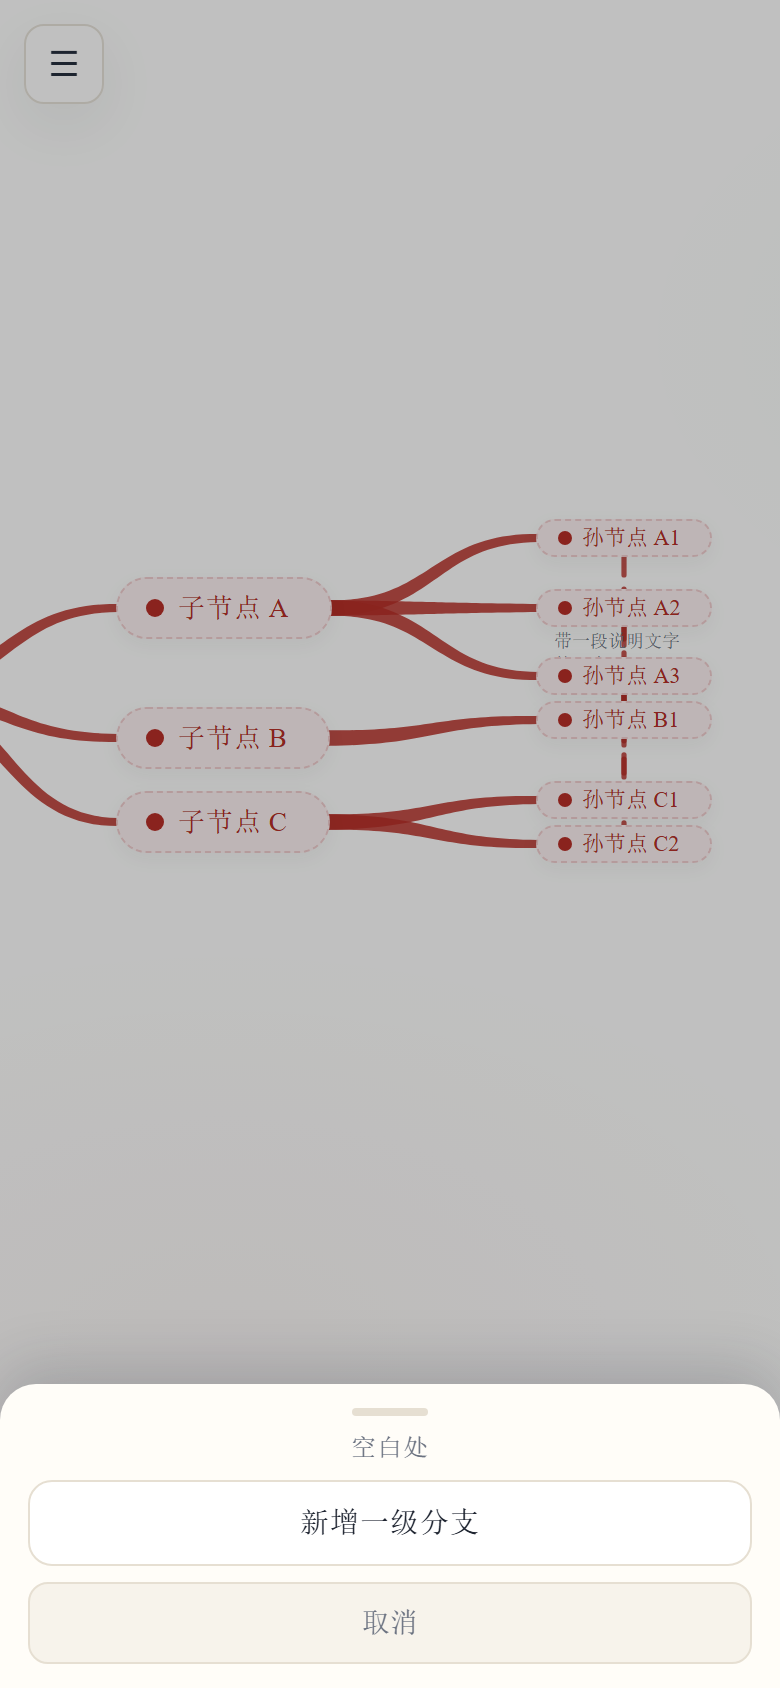 孙节点 A1
子节点 A
孙节点 A2
带一段说明文字
孙节点 A3
子节点 B
孙节点 B1
子节点 C
孙节点 C1
孙节点 C2
空白处
新增一级分支
取消